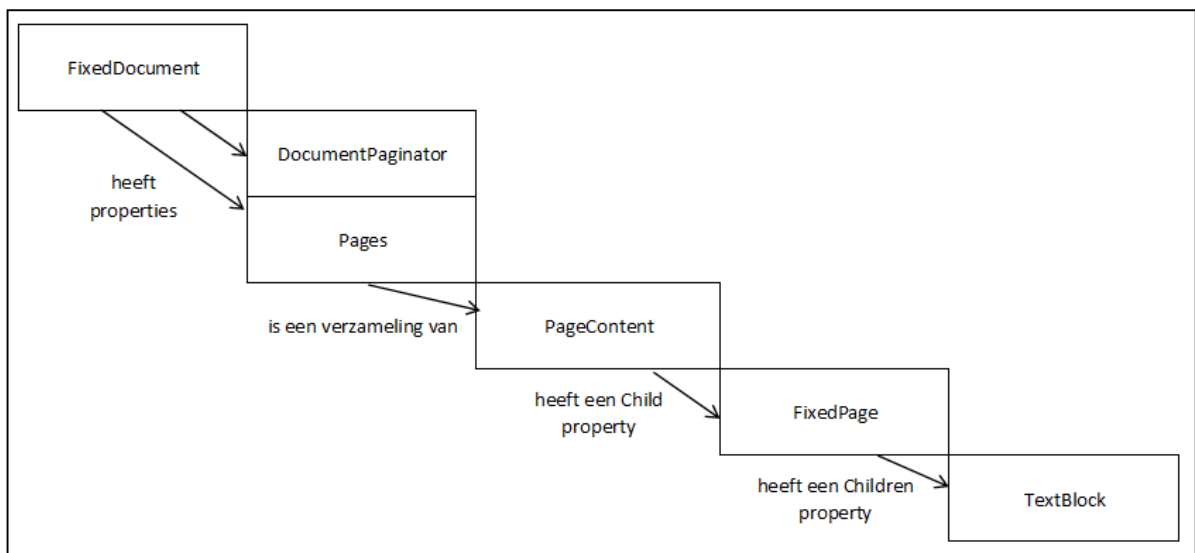 FixedDocument
DocumentPaginator
heeft
properties
Pages
is een verzameling van
PageContent
heeft een Child
property
FixedPage
heeft een Children
property
TextBlock